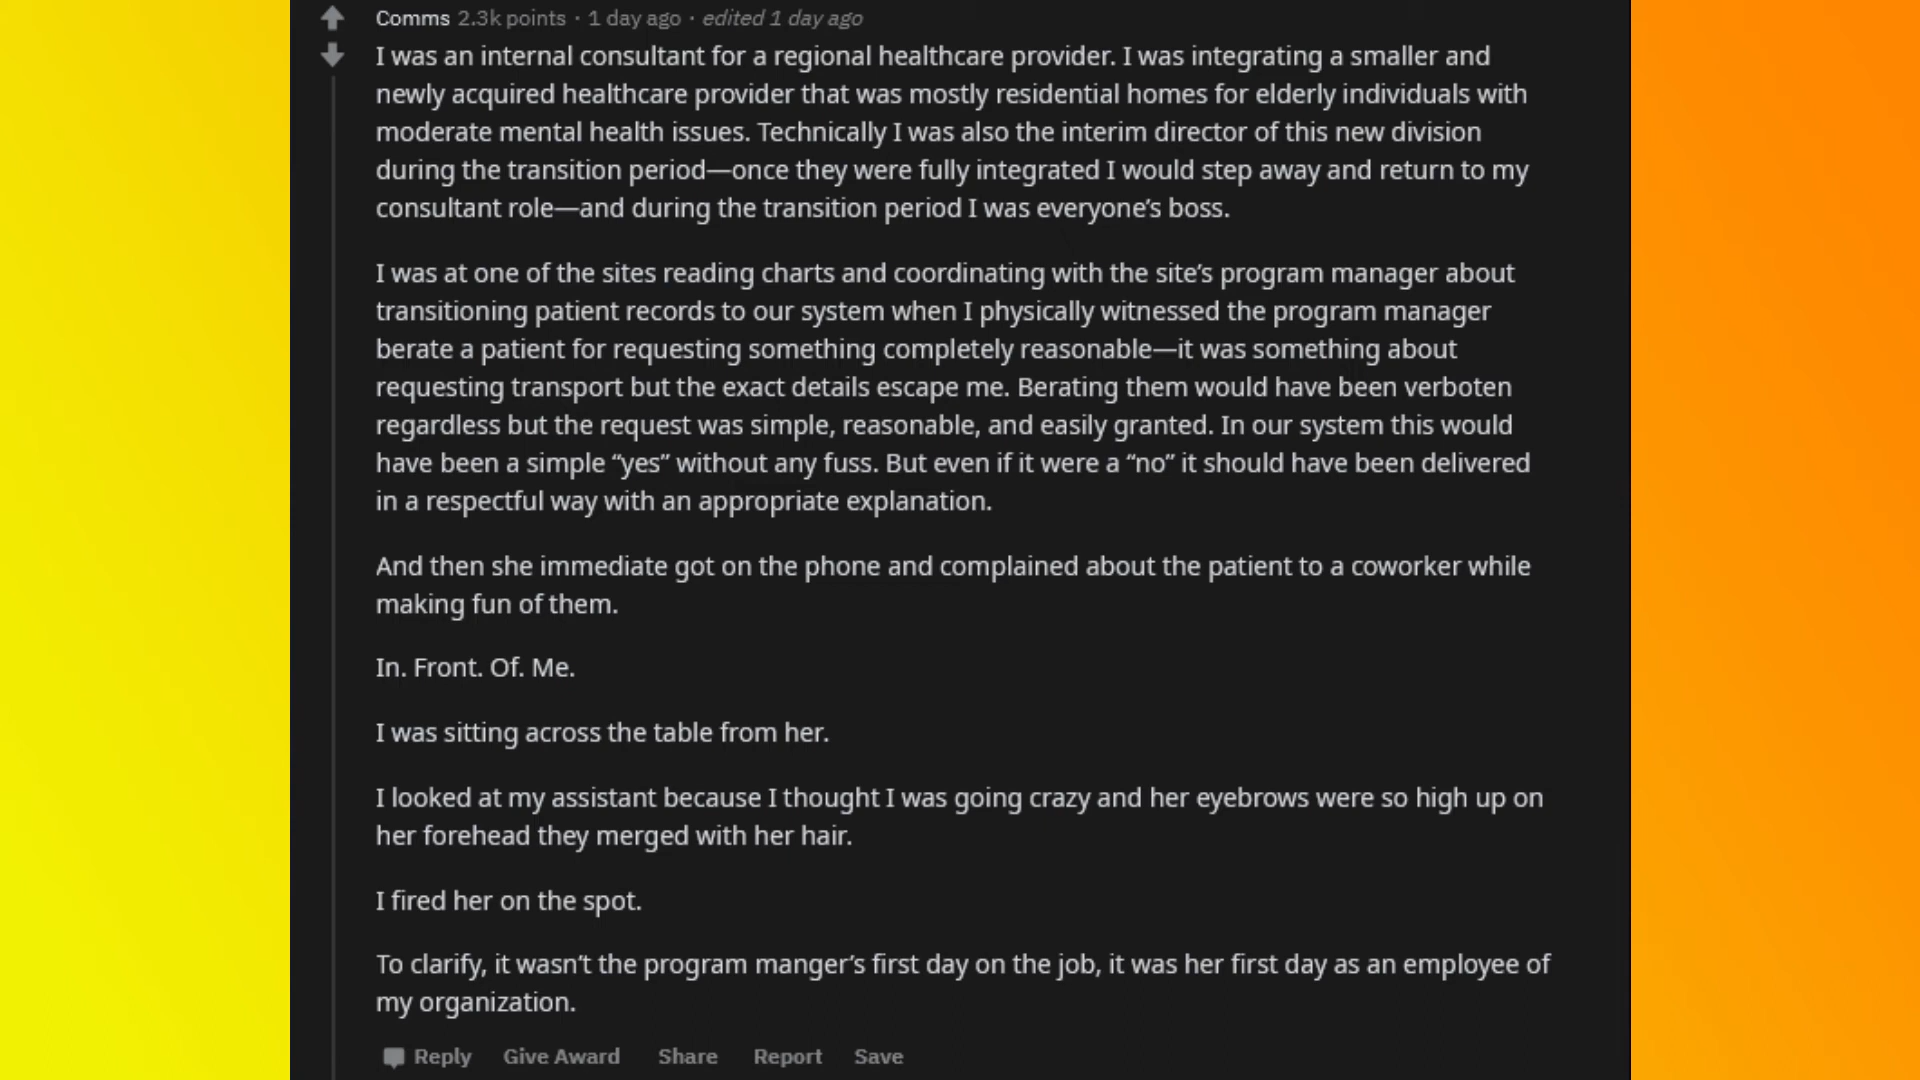 Comms 2.3k points · 1 day ago · edited 1 day ago
I was an internal consultant for a regional healthcare provider. I was integrating a smaller and
newly acquired healthcare provider that was mostly residential homes for elderly individuals with
moderate mental health issues. Technically I was also the interim director of this new division
during the transition period—once they were fully integrated I would step away and return to my
consultant role—and during the transition period I was everyone’s boss.
I was at one of the sites reading charts and coordinating with the site’s program manager about
transitioning patient records to our system when I physically witnessed the program manager
berate a patient for requesting something completely reasonable—it was something about
requesting transport but the exact details escape me. Berating them would have been verboten
regardless but the request was simple, reasonable, and easily granted. In our system this would
have been a simple “yes” without any fuss. But even if it were a “no” it should have been delivered
in a respectful way with an appropriate explanation.
And then she immediate got on the phone and complained about the patient to a coworker while
making fun of them.
In. Front. Of. Me.
I was sitting across the table from her.
I looked at my assistant because I thought I was going crazy and her eyebrows were so high up on
her forehead they merged with her hair.
I fired her on the spot.
To clarify, it wasn’t the program manger’s first day on the job, it was her first day as an employee of
my organization.
Reply Give Award Share Report Save